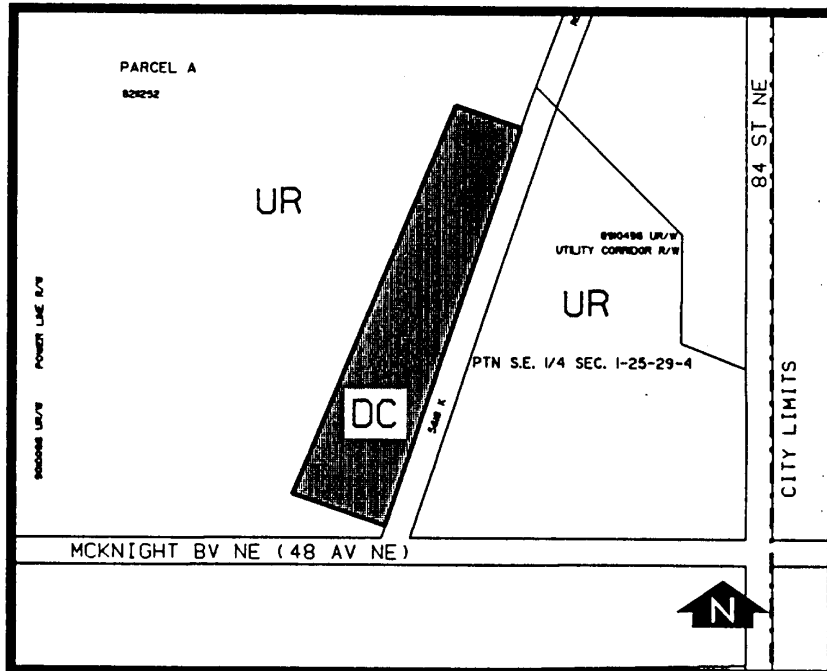 PARCEL A
UR
84 ST NE
UTILITY CORRIDOR R/W
UR
POWER LINE R/W
PTN S.E. 1/4 SEC. 1-25-29-4
DC
CITY LIMITS
MCKNIGHT BV NE (48 AV NE)
N